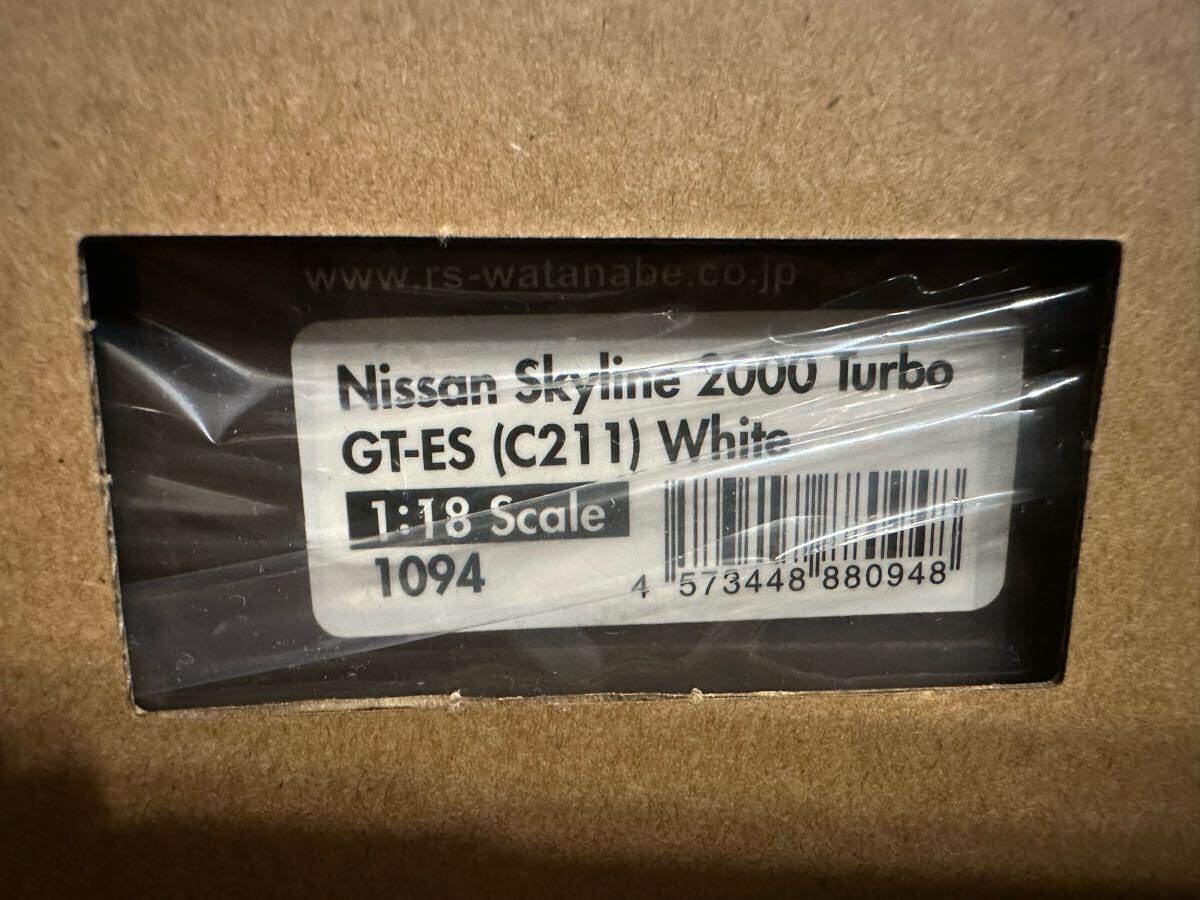 www.rs-watanabe.co.jp
Nissan Skyline 2000 Turbo
GT-ES (C211) White
1:18 Scale
1094
4 573448 880948